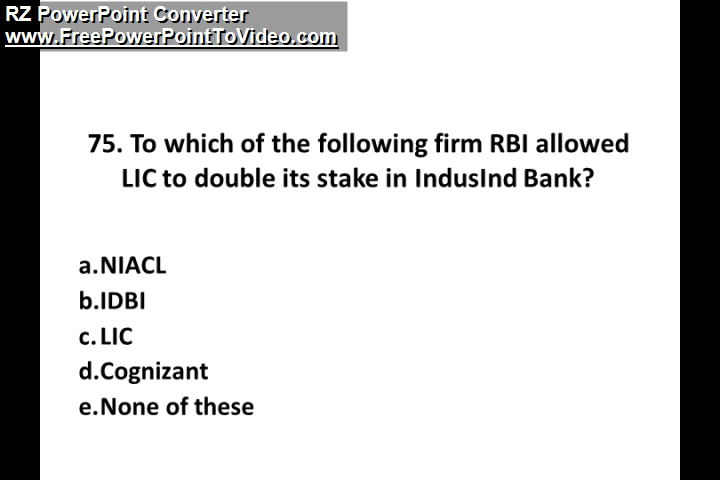 RZ PowerPoint Converter
www.FreePowerPointToVideo.com
75. To which of the following firm RBI allowed
LIC to double its stake in IndusInd Bank?
a.NIACL
b.IDBI
c. LIC
d.Cognizant
e.None of these